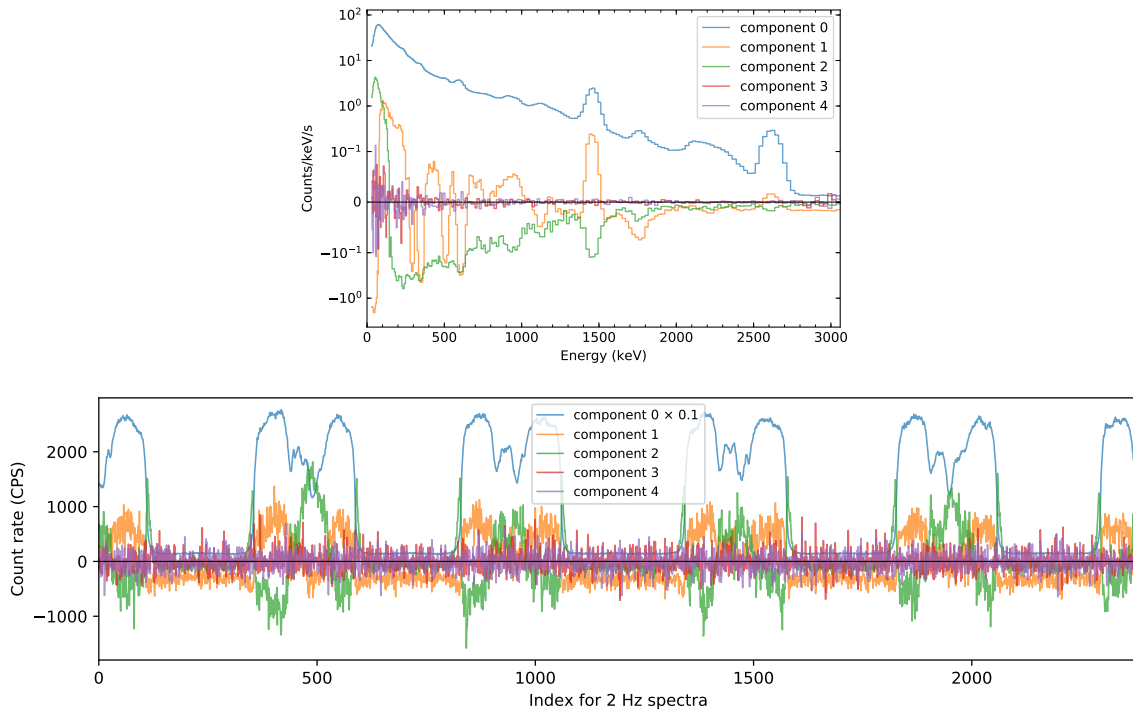 10²
10¹
10⁰
10⁻¹
0
−10⁻¹
−10⁰
Counts/keV/s
component 0
component 1
component 2
component 3
component 4
0 500 1000 1500 2000 2500 3000
Energy (keV)
2000
1000
0
−1000
Count rate (CPS)
component 0 × 0.1
component 1
component 2
component 3
component 4
0 500 1000 1500 2000
Index for 2 Hz spectra